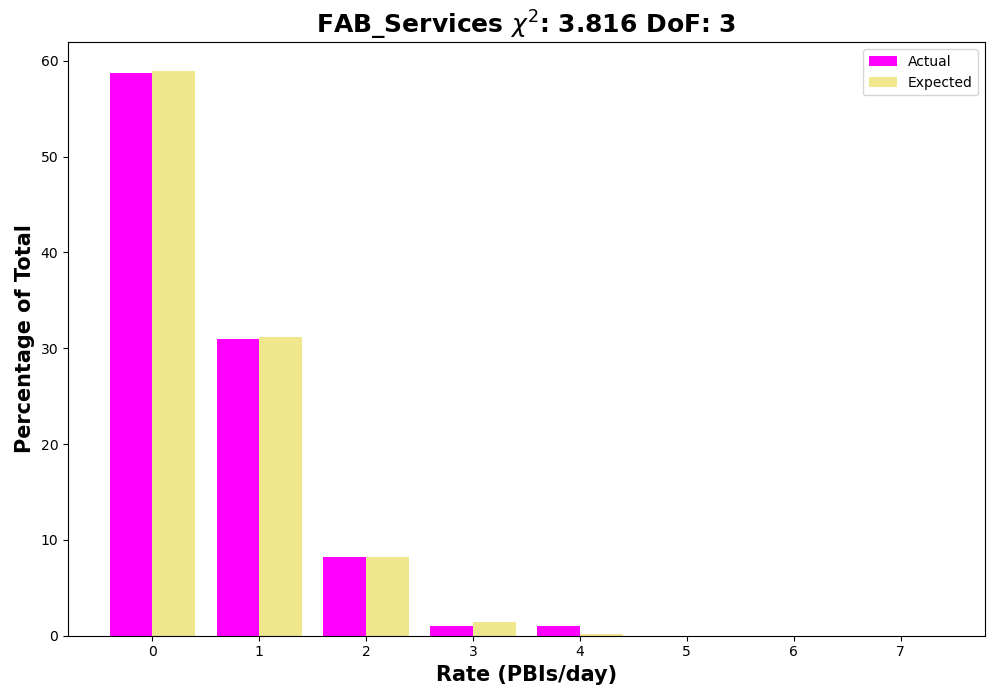 FAB_Services χ²: 3.816 DoF: 3
Actual
Expected
60
50
40
30
20
10
0
Percentage of Total
0 1 2 3 4 5 6 7
Rate (PBIs/day)